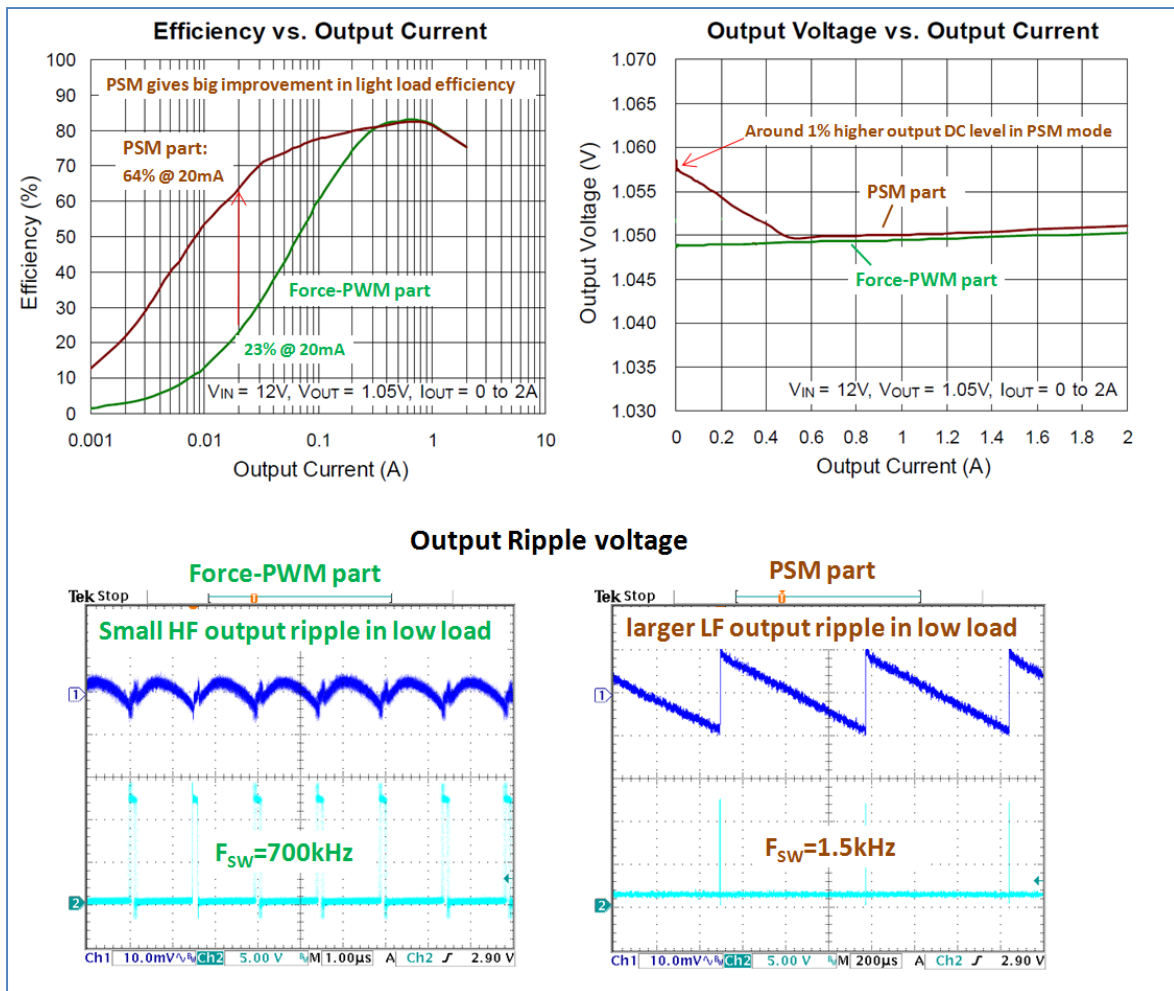 Efficiency vs. Output Current
100
90
80
70
60
50
40
30
20
10
0
Efficiency (%)
PSM gives big improvement in light load efficiency
PSM part:
64% @ 20mA
Force-PWM part
23% @ 20mA
VIN = 12V, VOUT = 1.05V, IOUT = 0 to 2A
0.001 0.01 0.1 1 10
Output Current (A)
Output Voltage vs. Output Current
1.070
1.065
1.060
1.055
1.050
1.045
1.040
1.035
1.030
Output Voltage (V)
Around 1% higher output DC level in PSM mode
PSM part
Force-PWM part
VIN = 12V, VOUT = 1.05V, IOUT = 0 to 2A
0 0.2 0.4 0.6 0.8 1 1.2 1.4 1.6 1.8 2
Output Current (A)
Output Ripple voltage
Force-PWM part
Tek Stop
T
Small HF output ripple in low load
1
FSW=700kHz
2
Ch1 10.0mV Ch2 5.00 V M 1.00µs A Ch2 2.90 V
PSM part
Tek Stop
T
larger LF output ripple in low load
1
FSW=1.5kHz
2
Ch1 10.0mV Ch2 5.00 V M 200µs A Ch2 2.90 V